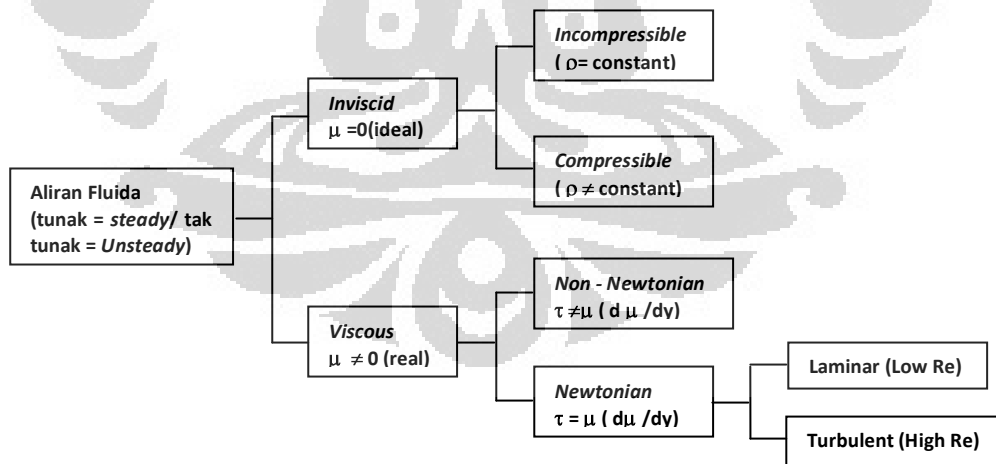 Incompressible
( ρ= constant)
Inviscid
μ =0(ideal)
Compressible
( ρ ≠ constant)
Aliran Fluida
(tunak = steady/ tak
tunak = Unsteady)
Non - Newtonian
τ ≠μ ( d μ /dy)
Viscous
μ ≠ 0 (real)
Newtonian
τ = μ ( dμ /dy)
Laminar (Low Re)
Turbulent (High Re)